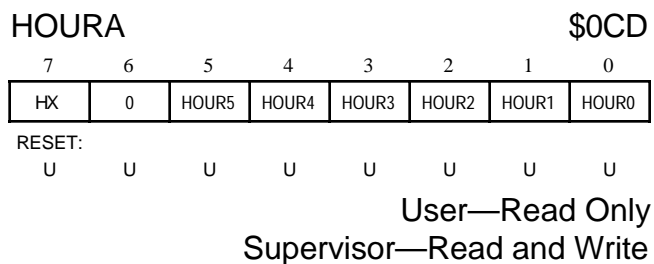 HOURA $0CD
7 6 5 4 3 2 1 0
HX 0 HOUR5 HOUR4 HOUR3 HOUR2 HOUR1 HOUR0
RESET:
U U U U U U U U
User—Read Only
Supervisor—Read and Write